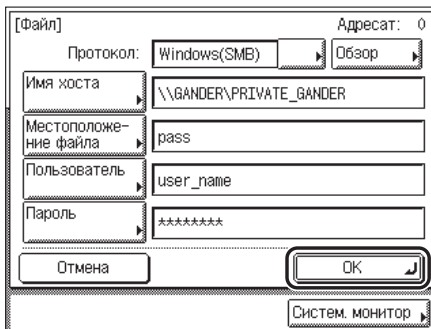 [Файл] Адресат: 0
Протокол: Windows(SMB) Обзор
Имя хоста \\GANDER\PRIVATE_GANDER
Местоположе-
ние файла pass
Пользователь user_name
Пароль ********
Отмена OK
Систем. монитор